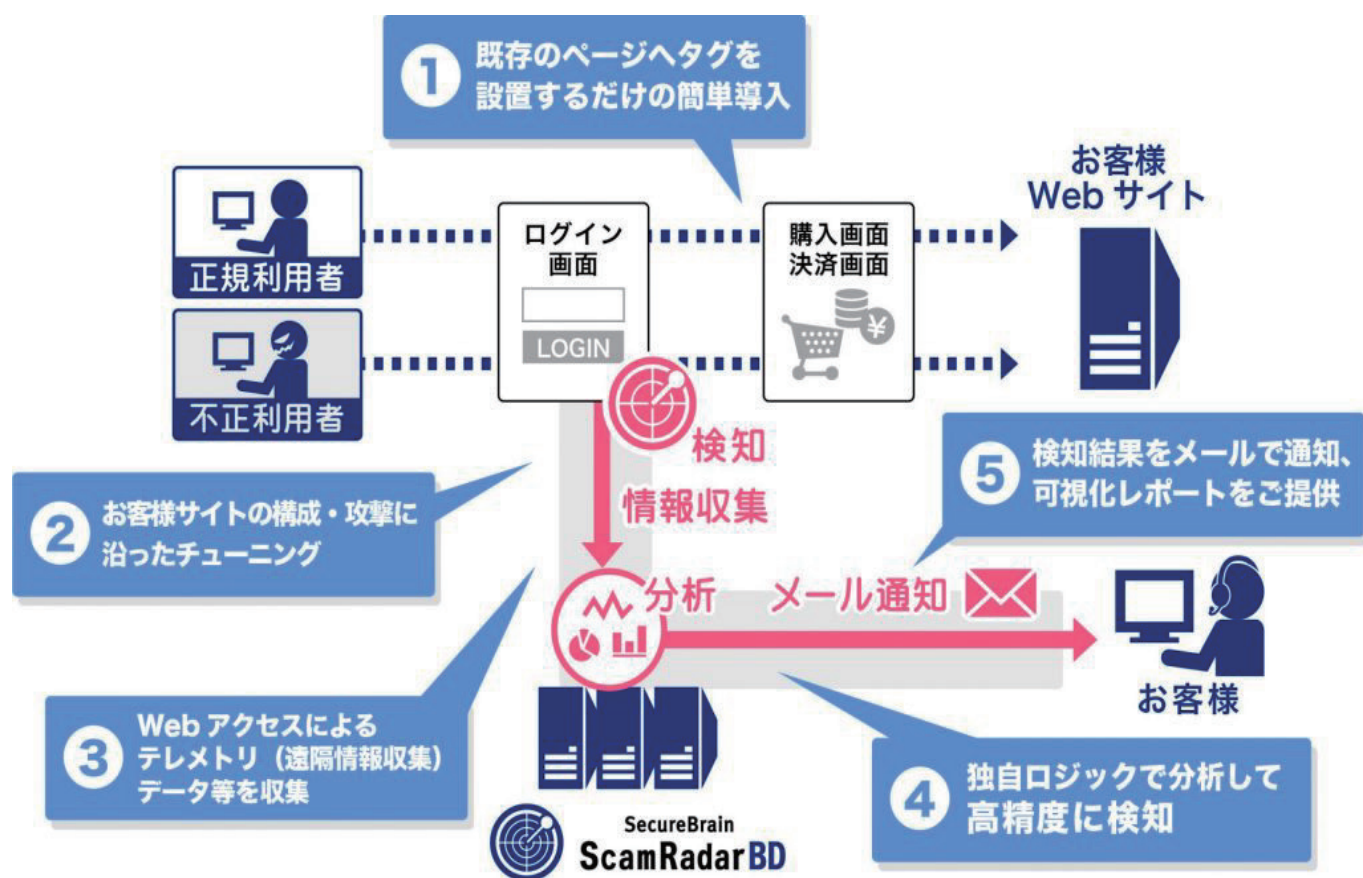 1
既存のページへタグを
設置するだけの簡単導入
お客様
Web サイト
正規利用者
不正利用者
ログイン
画面
LOGIN
購入画面
決済画面
¥
検知
情報収集
2
お客様サイトの構成・攻撃に
沿ったチューニング
5
検知結果をメールで通知、
可視化レポートをご提供
分析
メール通知
お客様
3
Web アクセスによる
テレメトリ（遠隔情報収集）
データ等を収集
4
独自ロジックで分析して
高精度に検知
SecureBrain
ScamRadar BD